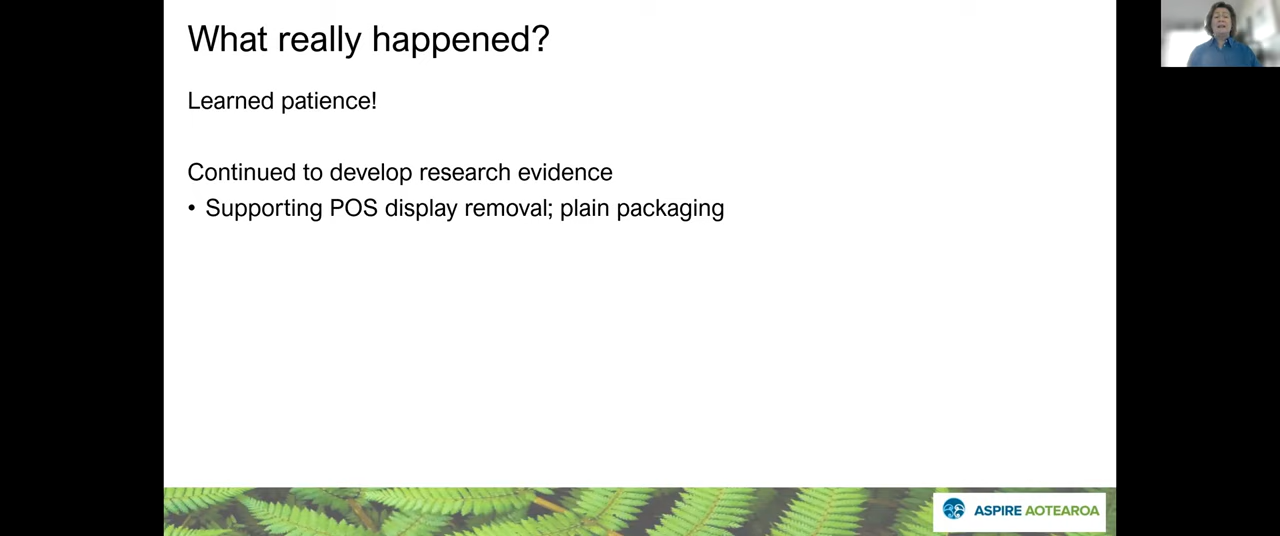 What really happened?
Learned patience!
Continued to develop research evidence
• Supporting POS display removal; plain packaging
ASPIRE AOTEAROA